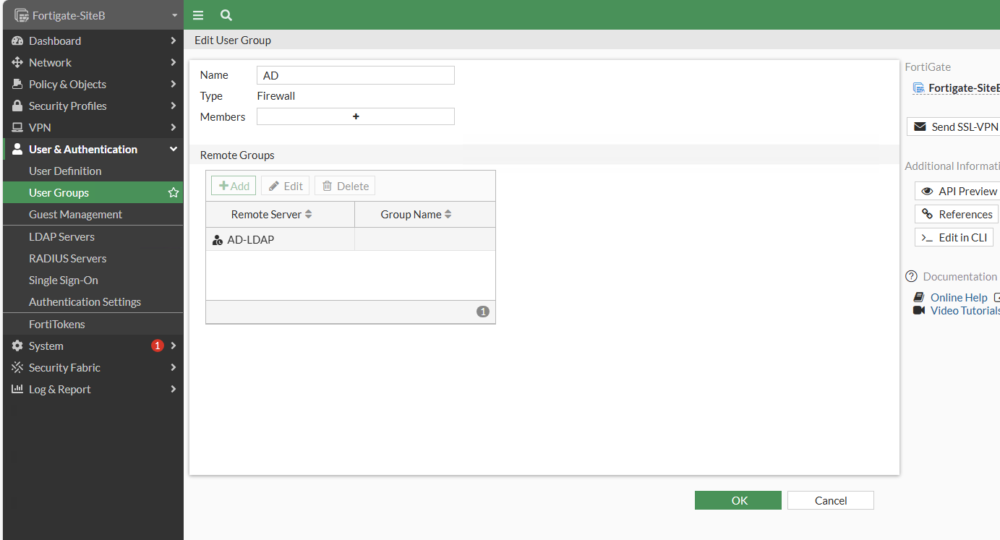 Fortigate-SiteB
Dashboard
Network
Policy & Objects
Security Profiles
VPN
User & Authentication
User Definition
User Groups
Guest Management
LDAP Servers
RADIUS Servers
Single Sign-On
Authentication Settings
FortiTokens
System 1
Security Fabric
Log & Report
Edit User Group
Name AD
Type Firewall
Members +
Remote Groups
+Add Edit Delete
Remote Server Group Name
AD-LDAP
1
OK Cancel
FortiGate
Fortigate-SiteB
Send SSL-VPN
Additional Informati
API Preview
References
>_ Edit in CLI
? Documentation
Online Help
Video Tutorials